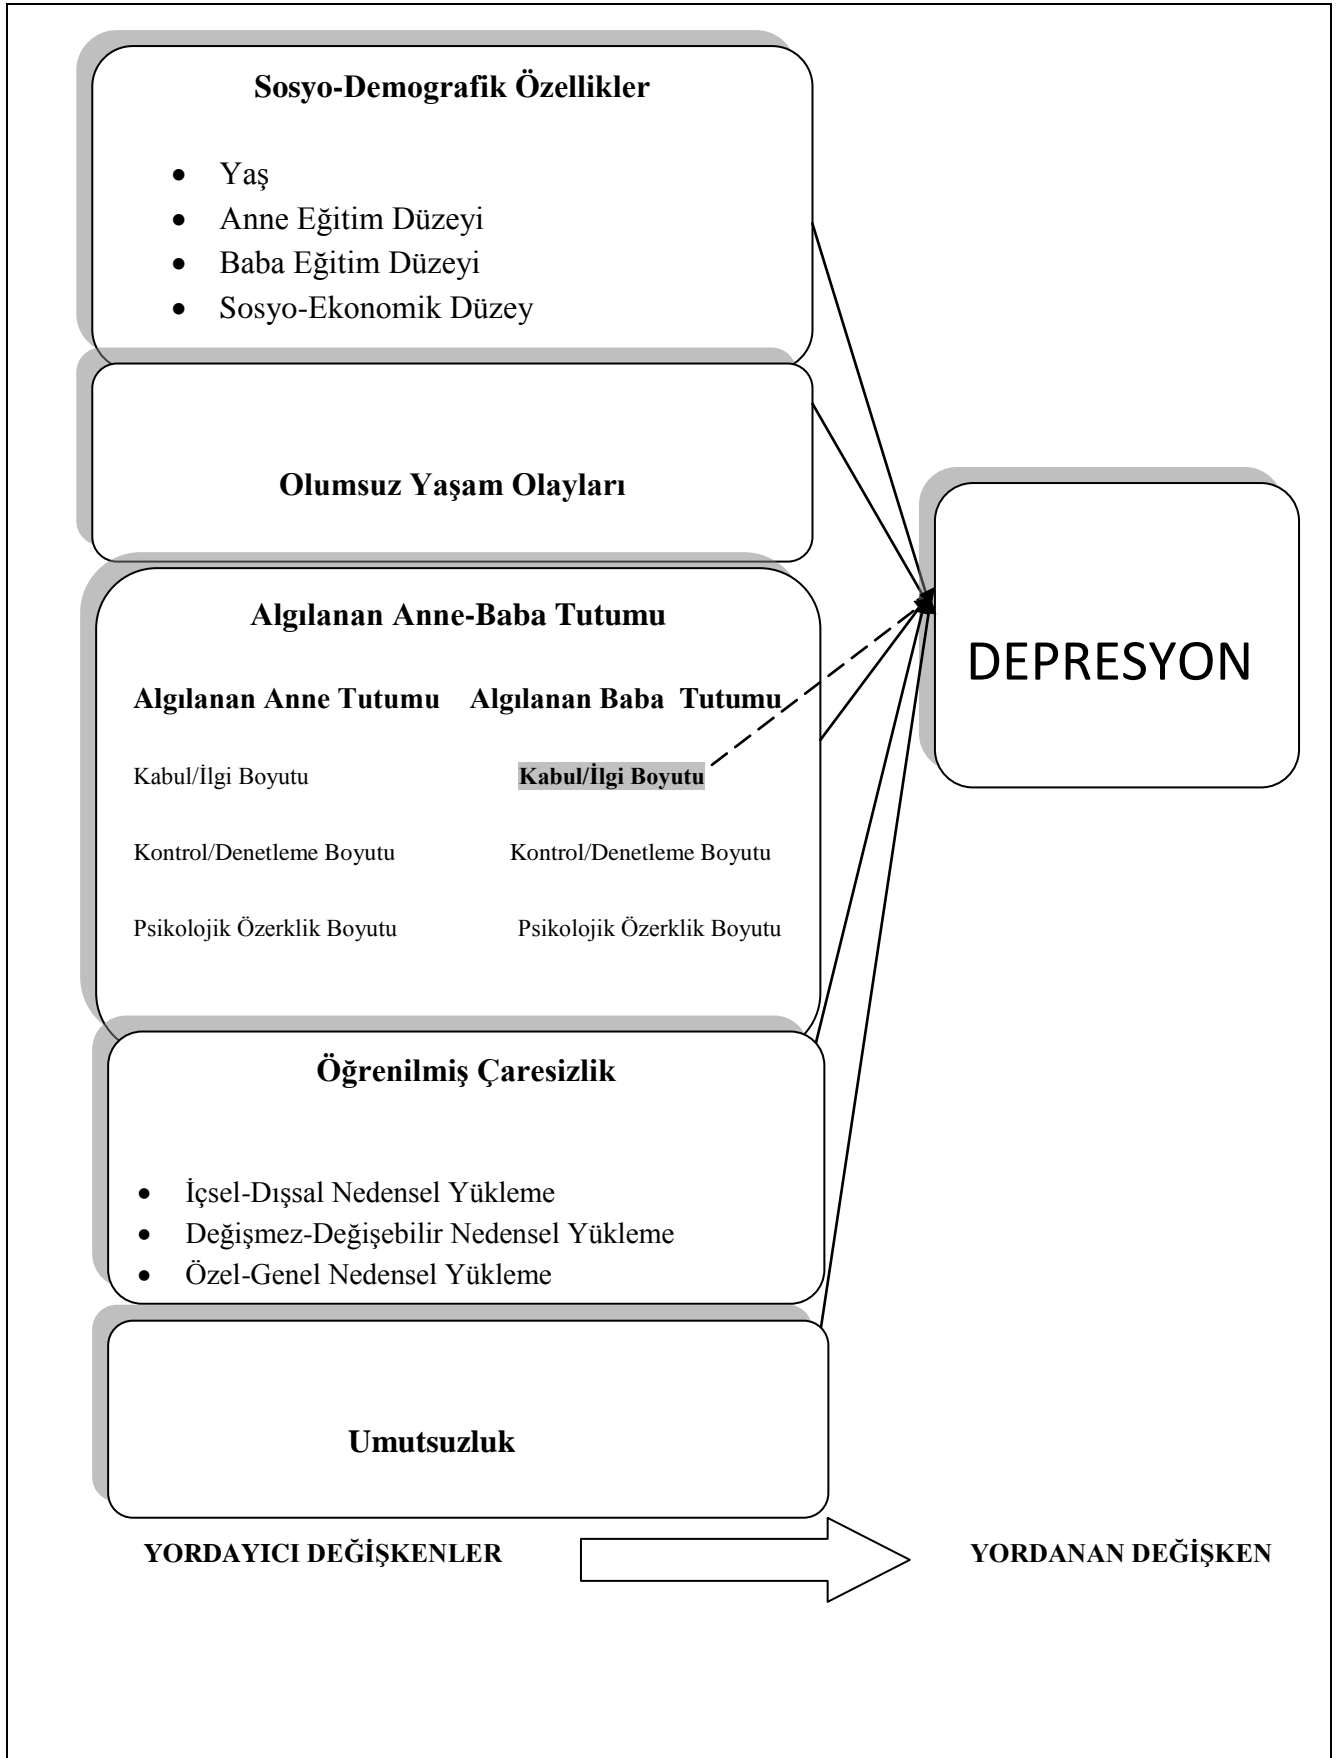 Sosyo-Demografik Özellikler
• Yaş
• Anne Eğitim Düzeyi
• Baba Eğitim Düzeyi
• Sosyo-Ekonomik Düzey
Olumsuz Yaşam Olayları
Algılanan Anne-Baba Tutumu
Algılanan Anne Tutumu Algılanan Baba Tutumu
Kabul/İlgi Boyutu Kabul/İlgi Boyutu
Kontrol/Denetleme Boyutu Kontrol/Denetleme Boyutu
Psikolojik Özerklik Boyutu Psikolojik Özerklik Boyutu
Öğrenilmiş Çaresizlik
• İçsel-Dışsal Nedensel Yükleme
• Değişmez-Değişebilir Nedensel Yükleme
• Özel-Genel Nedensel Yükleme
Umutsuzluk
DEPRESYON
YORDAYICI DEĞİŞKENLER YORDANAN DEĞİŞKEN